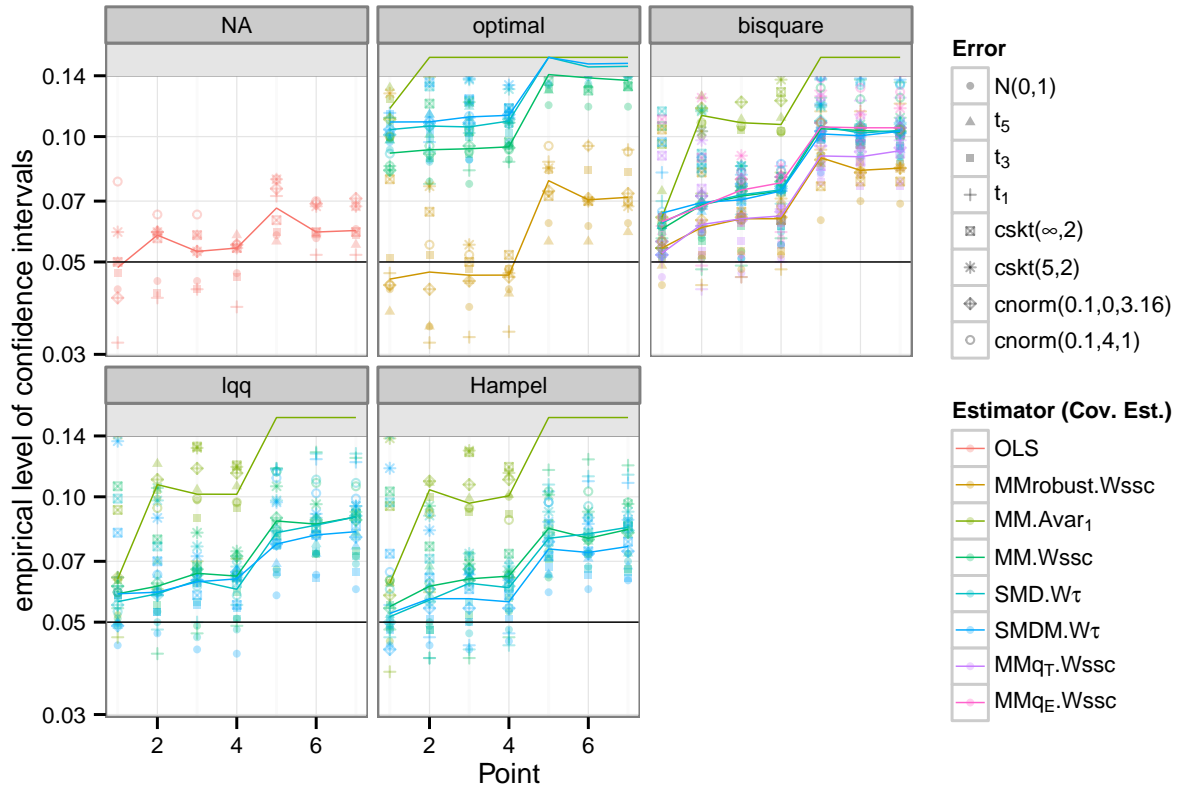 NA
optimal
bisquare
0.14
0.10
0.07
0.05
0.03
lqq
Hampel
0.14
0.10
0.07
0.05
0.03
2
4
6
2
4
6
Point
empirical level of confidence intervals
Error
N(0,1)
t5
t3
t1
cskt(∞,2)
cskt(5,2)
cnorm(0.1,0,3.16)
cnorm(0.1,4,1)
Estimator (Cov. Est.)
OLS
MMrobust.Wssc
MM.Avar1
MM.Wssc
SMD.Wτ
SMDM.Wτ
MMqT.Wssc
MMqE.Wssc